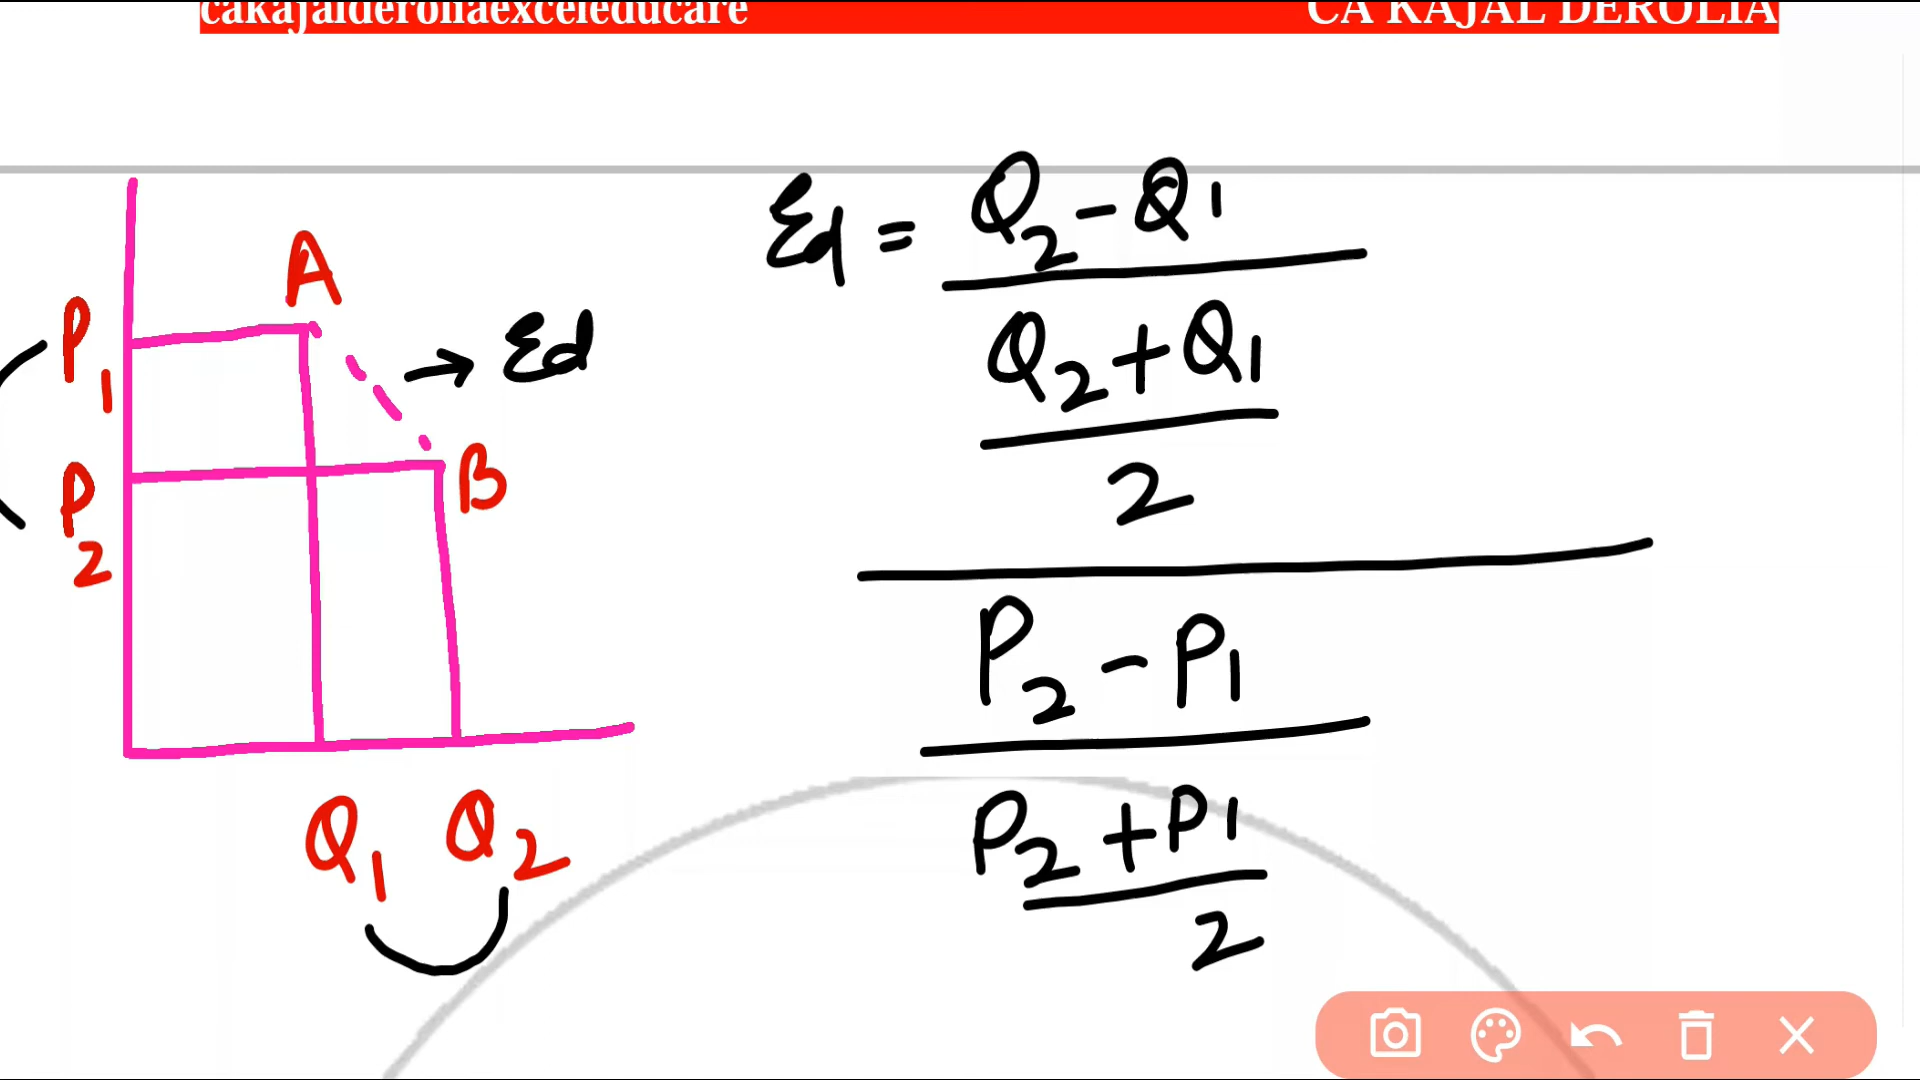 cakajalderoliaexceleducare
CA KAJAL DEROLIA
A
P1
Ed
P2
B
Q1 Q2
Ed = Q2 - Q1
Q2 + Q1
2
P2 - P1
P2 + P1
2